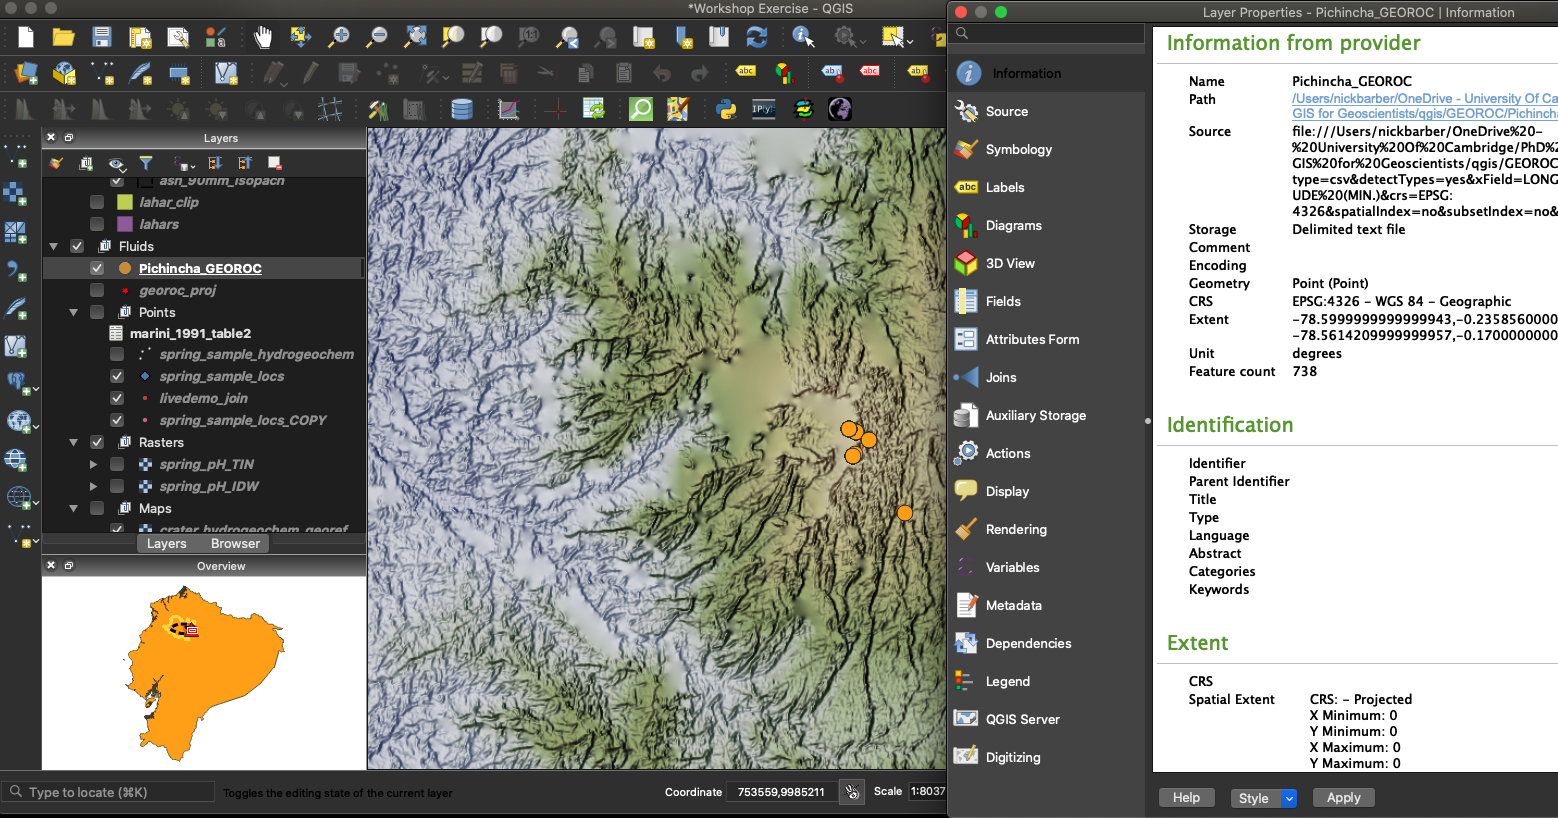 *Workshop Exercise - QGIS
Layer Properties - Pichincha_GEOROC | Information
Layers
ash_90mm_isopach
lahar_clip
lahars
Fluids
Pichincha_GEOROC
georoc_proj
Points
marini_1991_table2
spring_sample_hydrogeochem
spring_sample_locs
livedemo_join
spring_sample_locs_COPY
Rasters
spring_pH_TIN
spring_pH_IDW
Maps
crater_hydrogeochem_georef
Layers Browser
Overview
Type to locate (⌘K)
Toggles the editing state of the current layer
Coordinate 753559,9985211
Scale 1:8037
Information
Source
Symbology
abc Labels
Diagrams
3D View
Fields
Attributes Form
Joins
Auxiliary Storage
Actions
Display
Rendering
Variables
Metadata
Dependencies
Legend
QGIS Server
Digitizing
Information from provider
Name Pichincha_GEOROC
Path /Users/nickbarber/OneDrive - University Of Ca
GIS for Geoscientists/qgis/GEOROC/Pichincha
Source file:///Users/nickbarber/OneDrive%20-
%20University%20Of%20Cambridge/PhD%
GIS%20for%20Geoscientists/qgis/GEOROC
type=csv&detectTypes=yes&xField=LONG
UDE%20(MIN.)&crs=EPSG:
4326&spatialIndex=no&subsetIndex=no&
Storage Delimited text file
Comment
Encoding
Geometry Point (Point)
CRS EPSG:4326 - WGS 84 - Geographic
Extent -78.5999999999999943,-0.2358560000
-78.5614209999999957,-0.1700000000
Unit degrees
Feature count 738
Identification
Identifier
Parent Identifier
Title
Type
Language
Abstract
Categories
Keywords
Extent
CRS
Spatial Extent CRS: - Projected
X Minimum: 0
Y Minimum: 0
X Maximum: 0
Y Maximum: 0
Help Style Apply